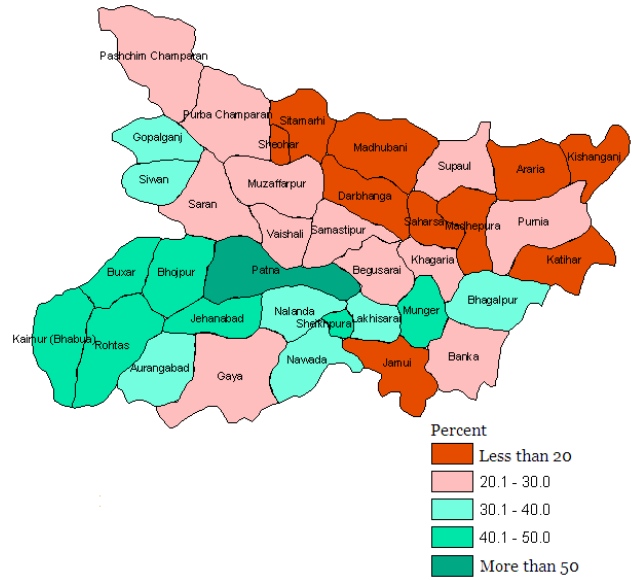 Pashchim Champaran
Purba Champaran
Sitamarhi
Gopalganj
Sheohar
Madhubani
Kishanganj
Supaul
Araria
Siwan
Muzaffarpur
Darbhanga
Saran
Saharsa
Madhepura
Purnia
Vaishali
Samastipur
Khagaria
Katihar
Buxar
Bhojpur
Patna
Begusarai
Bhagalpur
Jehanabad
Nalanda
Lakhisarai
Munger
Sheikhpura
Kaimur (Bhabua)
Rohtas
Nawada
Jamui
Banka
Aurangabad
Gaya
Percent
Less than 20
20.1 - 30.0
30.1 - 40.0
40.1 - 50.0
More than 50